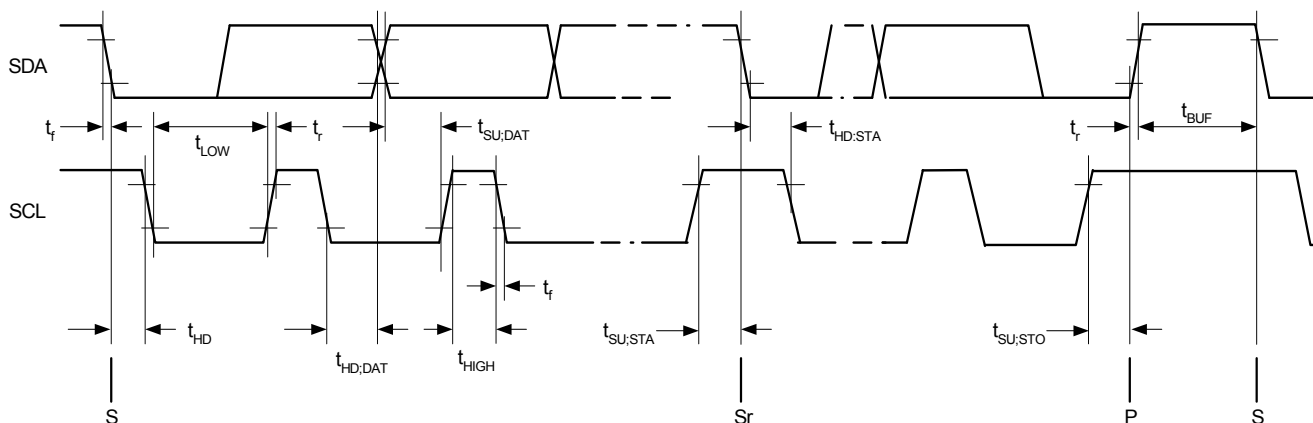 SDA
t_f
t_LOW
t_r
t_SU;DAT
t_HD:STA
t_r
t_BUF
SCL
t_f
t_HD
t_HD;DAT
t_HIGH
t_SU;STA
t_SU;STO
S
Sr
P
S